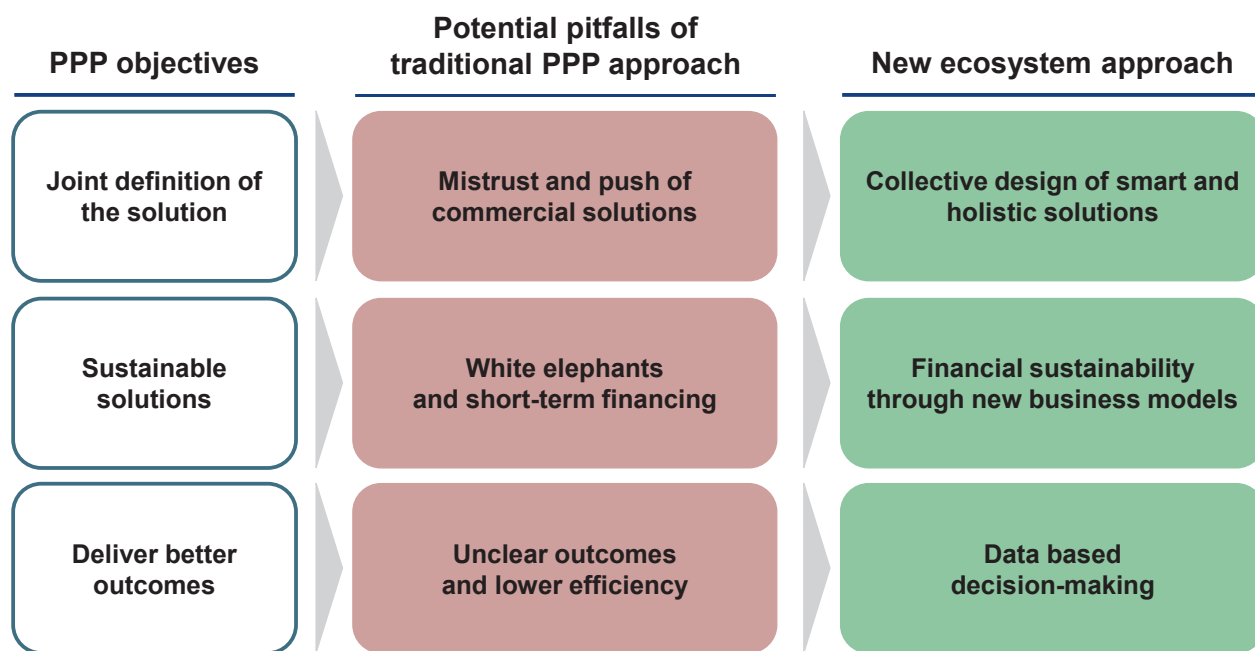 PPP objectives
Potential pitfalls of
traditional PPP approach
New ecosystem approach
Joint definition of
the solution
Mistrust and push of
commercial solutions
Collective design of smart and
holistic solutions
Sustainable
solutions
White elephants
and short-term financing
Financial sustainability
through new business models
Deliver better
outcomes
Unclear outcomes
and lower efficiency
Data based
decision-making